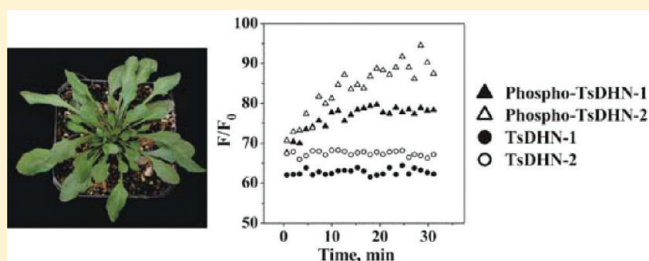 100
90
80
70
60
50
F/F0
0
10
20
30
Time, min
Phospho-TsDHN-1
Phospho-TsDHN-2
TsDHN-1
TsDHN-2